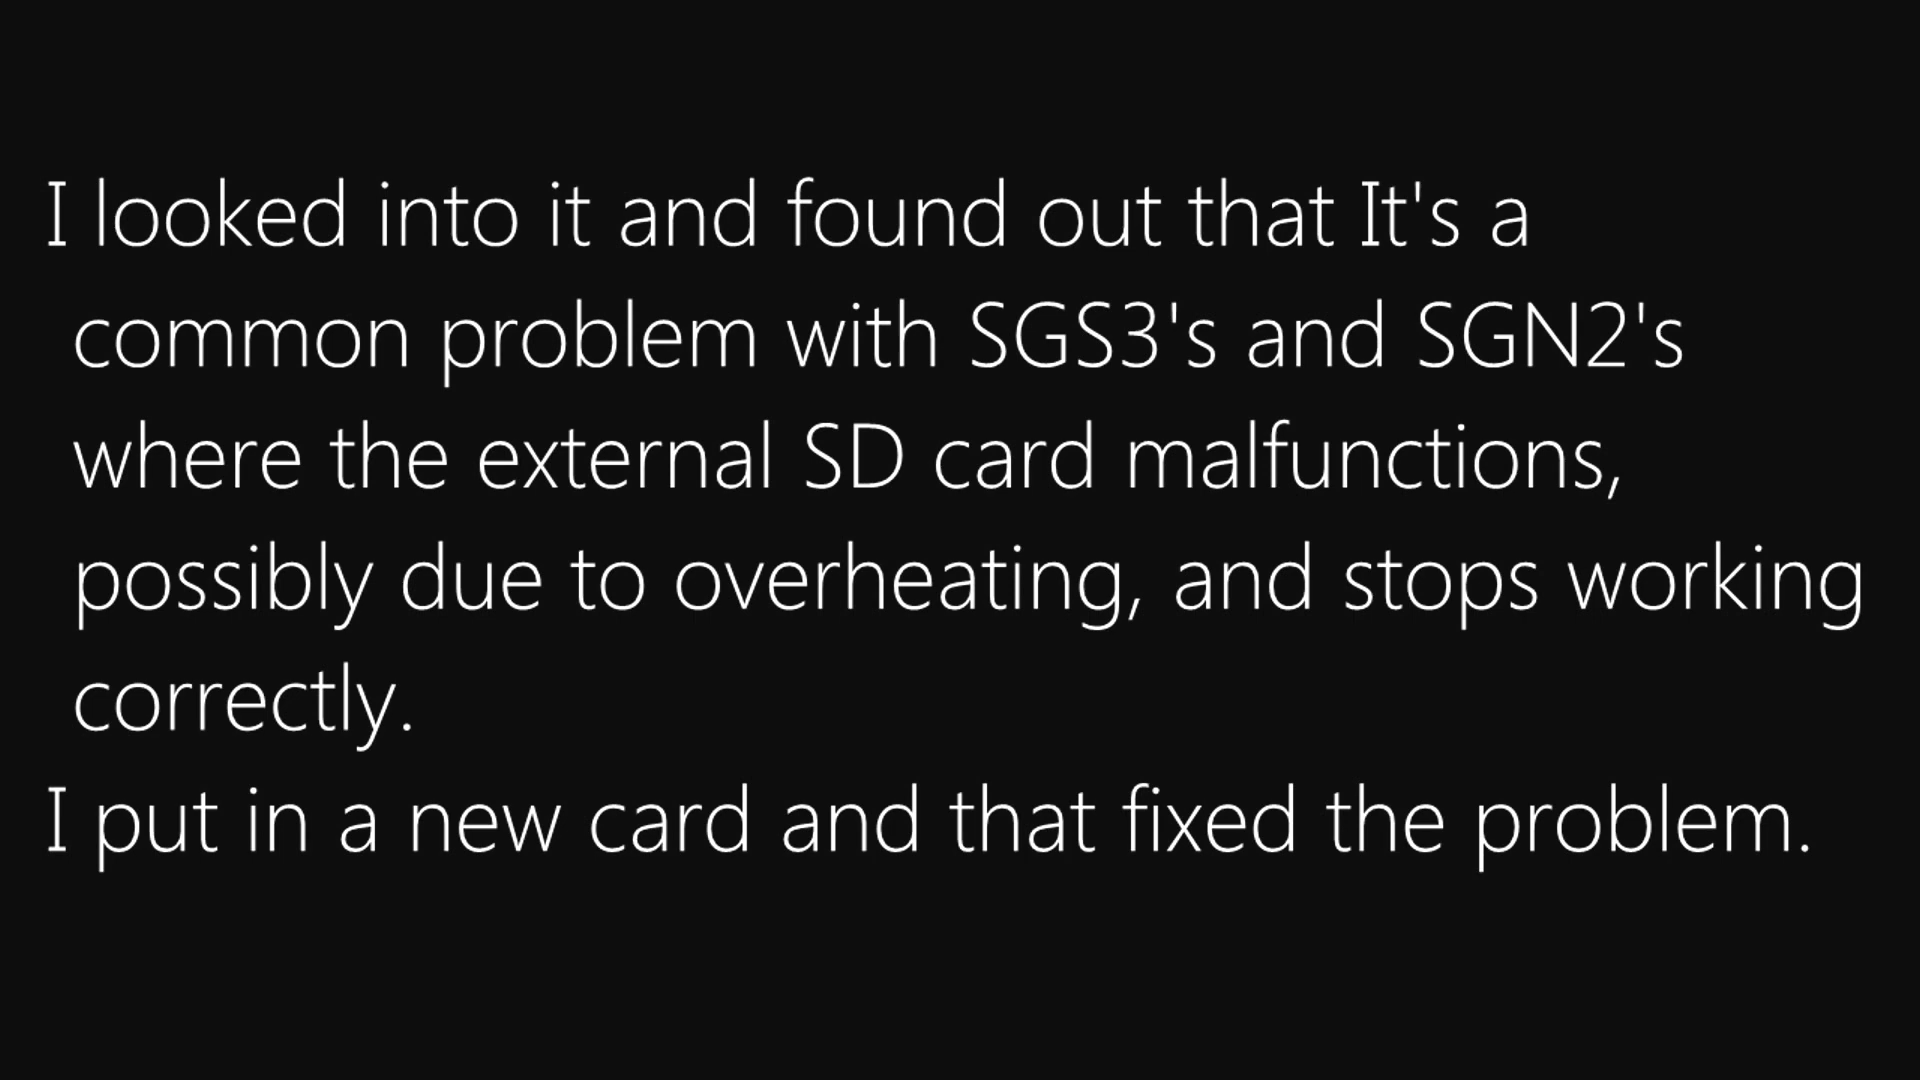 I looked into it and found out that It's a
common problem with SGS3's and SGN2's
where the external SD card malfunctions,
possibly due to overheating, and stops working
correctly.
I put in a new card and that fixed the problem.